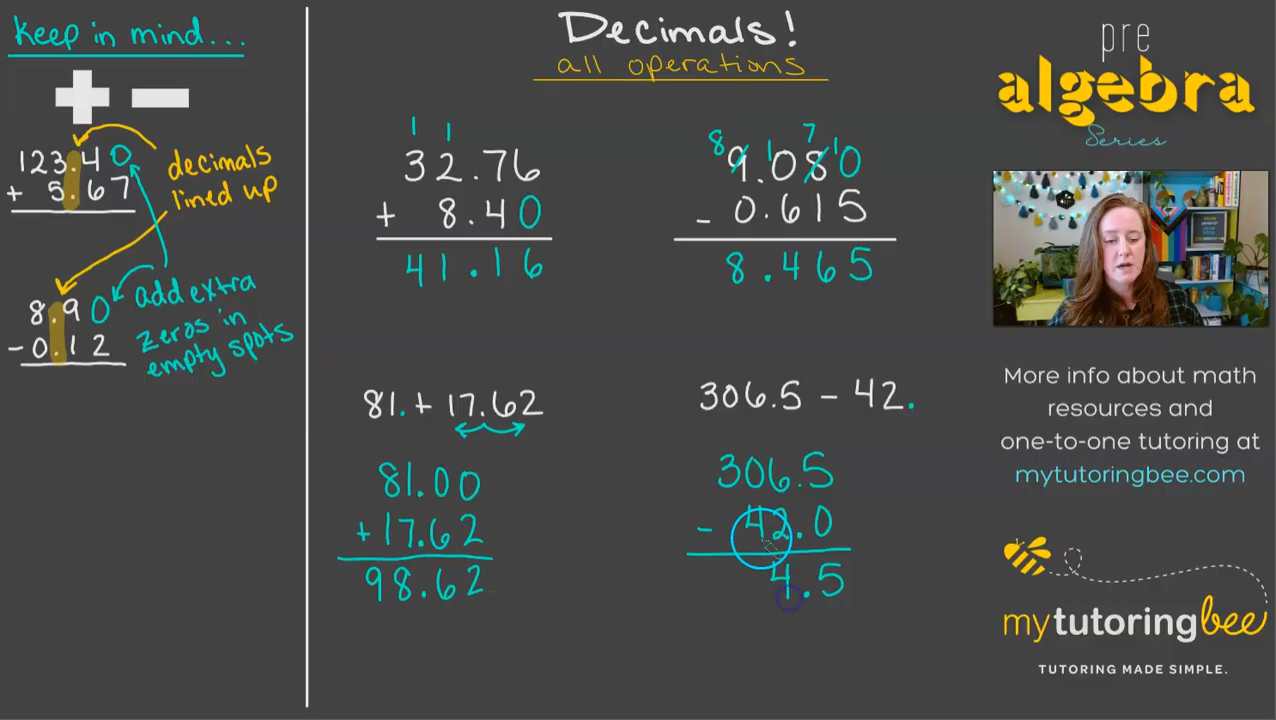 Keep in mind...
+ −
123.40
+ 5.67
decimals
lined up
8.90
- 0.12
add extra
zeros in
empty spots
Decimals!
all operations
1 1
32.76
+ 8.40
41.16
8 1 7 1
9.080
- 0.615
8.465
81. + 17.62
81.00
+17.62
98.62
306.5 - 42.
306.5
- 42.0
4.5
pre
algebra
Series
More info about math
resources and
one-to-one tutoring at
mytutoringbee.com
mytutoringbee
TUTORING MADE SIMPLE.